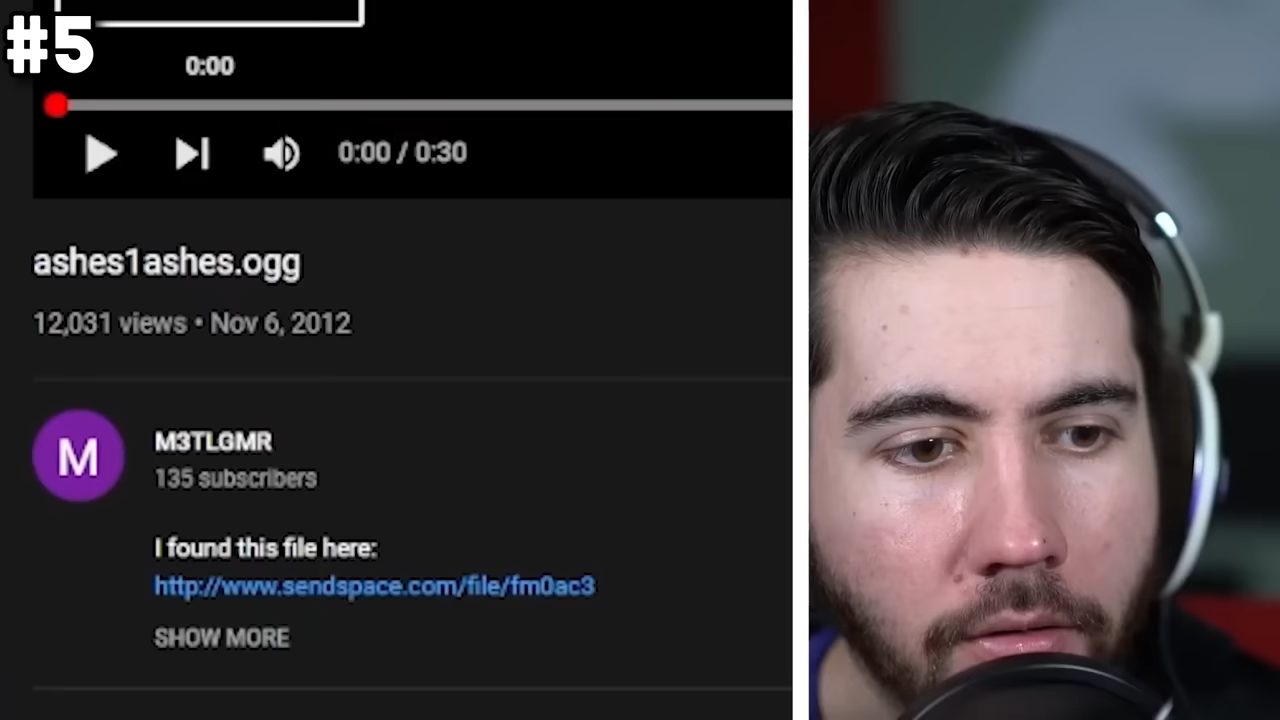 #5
0:00
0:00 / 0:30
ashes1ashes.ogg
12,031 views • Nov 6, 2012
M
M3TLGMR
135 subscribers
I found this file here:
http://www.sendspace.com/file/fm0ac3
SHOW MORE